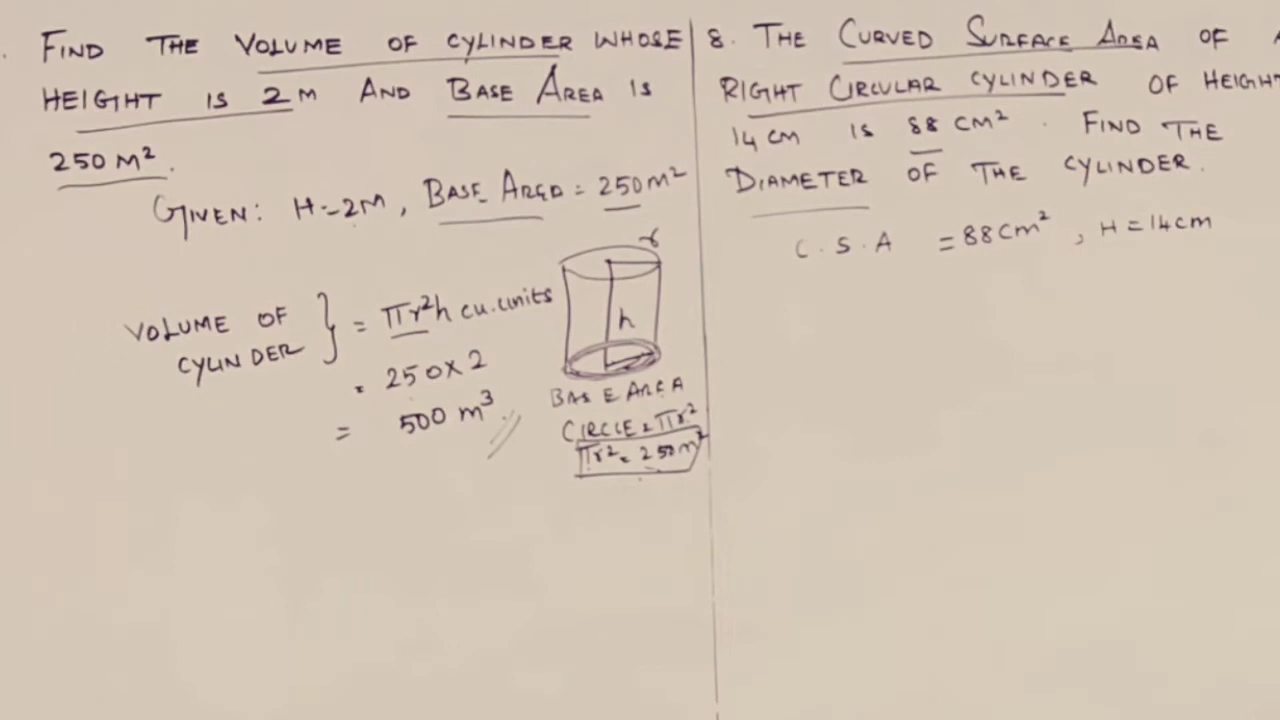 FIND THE VOLUME OF CYLINDER WHOSE
HEIGHT IS 2M AND BASE AREA IS
250 M².
GIVEN: H=2M, BASE AREA = 250m²
VOLUME OF
CYLINDER } = πr²h cu.units
= 250x2
= 500 m³
r
h
BASE AREA
CIRCLE = πr²
πr² = 250m²
8. THE CURVED SURFACE AREA OF A
RIGHT CIRCULAR CYLINDER OF HEIGHT
14 CM IS 88 CM². FIND THE
DIAMETER OF THE CYLINDER.
C.S.A = 88cm², H=14cm